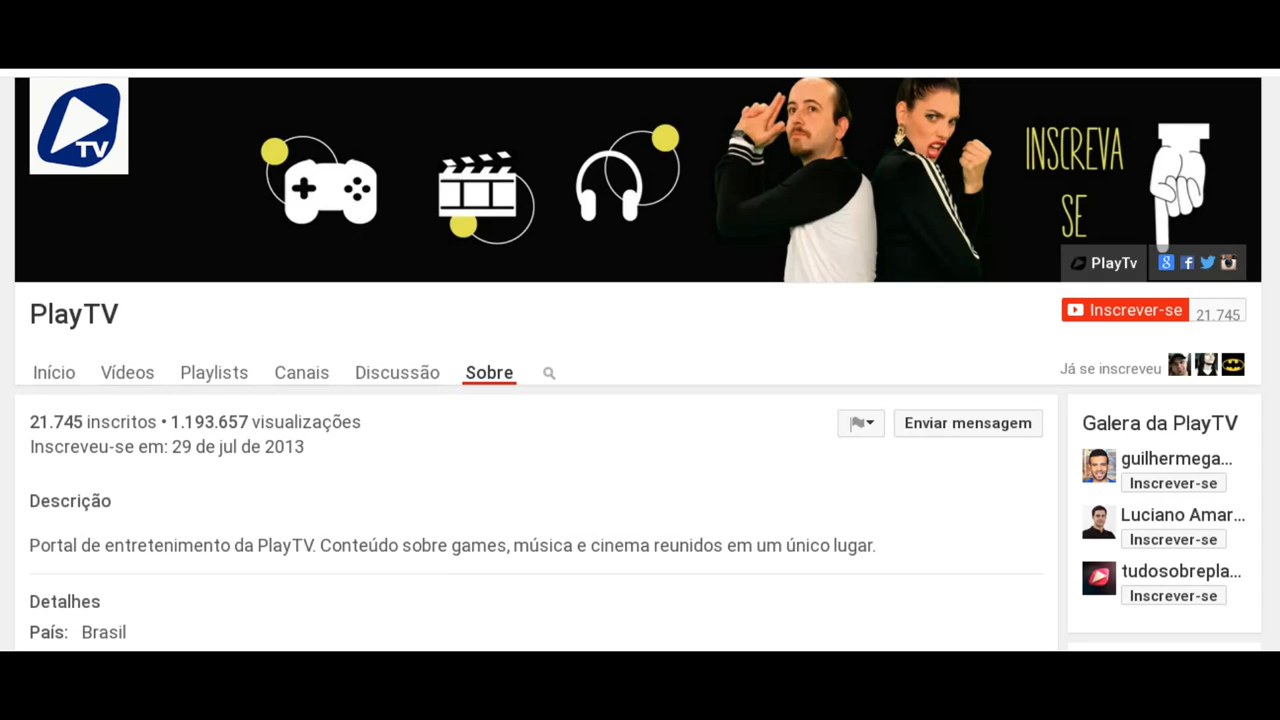 TV
INSCREVA
SE
PlayTv
PlayTV
Inscrever-se 21.745
Início Vídeos Playlists Canais Discussão Sobre
Já se inscreveu
21.745 inscritos • 1.193.657 visualizações
Inscreveu-se em: 29 de jul de 2013
Enviar mensagem
Descrição
Portal de entretenimento da PlayTV. Conteúdo sobre games, música e cinema reunidos em um único lugar.
Detalhes
País: Brasil
Galera da PlayTV
guilhermega...
Inscrever-se
Luciano Amar...
Inscrever-se
tudosobrepla...
Inscrever-se